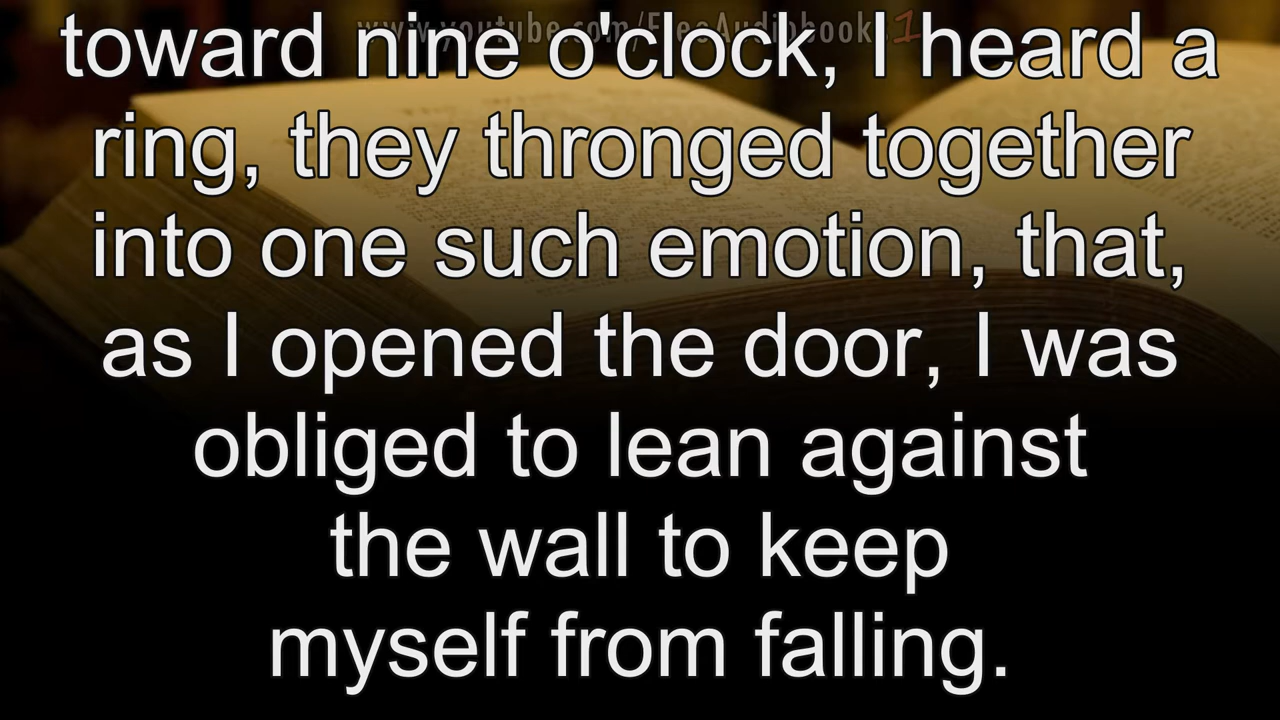 toward nine o'clock, I heard a
ring, they thronged together
into one such emotion, that,
as I opened the door, I was
obliged to lean against
the wall to keep
myself from falling.